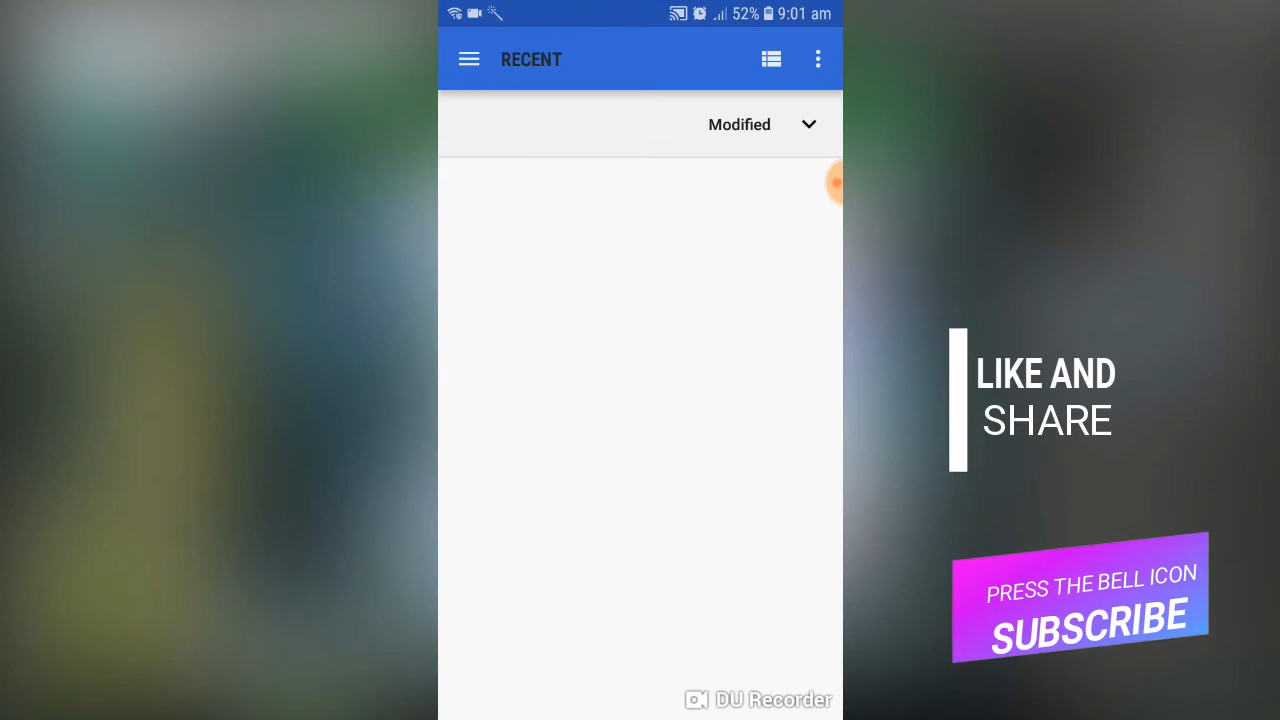 52% 9:01 am
RECENT
Modified
LIKE AND
SHARE
PRESS THE BELL ICON
SUBSCRIBE
DU Recorder